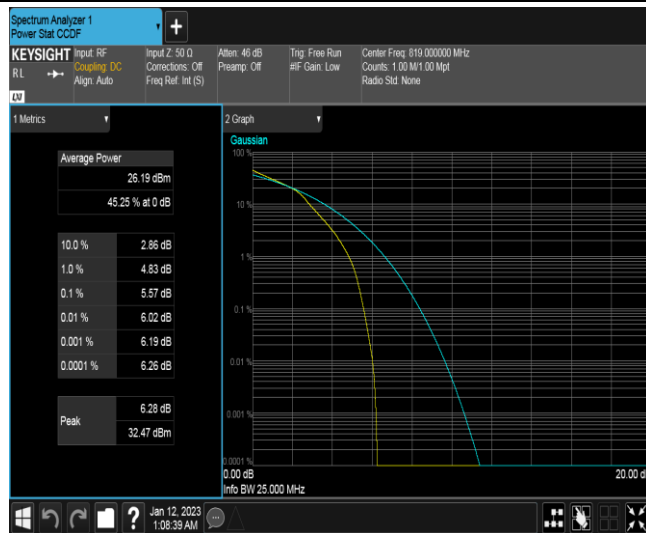 Spectrum Analyzer 1
Power Stat CCDF
+
KEYSIGHT
RL
Input: RF
Coupling: DC
Align: Auto
Input Z: 50 Ω
Corrections: Off
Freq Ref: Int (S)
Atten: 46 dB
Preamp: Off
Trig: Free Run
#IF Gain: Low
Center Freq: 819.000000 MHz
Counts: 1.00 M/1.00 Mpt
Radio Std: None
1 Metrics
Average Power
26.19 dBm
45.25 % at 0 dB
10.0 % 2.86 dB
1.0 % 4.83 dB
0.1 % 5.57 dB
0.01 % 6.02 dB
0.001 % 6.19 dB
0.0001 % 6.26 dB
Peak
6.28 dB
32.47 dBm
2 Graph
Gaussian
100 %
10 %
1 %
0.1 %
0.01 %
0.001 %
0.0001 %
0.00 dB
20.00 d
Info BW 25.000 MHz
?
Jan 12, 2023
1:08:39 AM